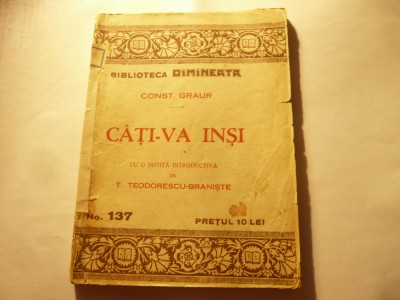 BIBLIOTECA DIMINEAȚA
CONST. GRAUR
CÂȚI-VA INȘI
CU O NOTIȚĂ INTRODUCTIVĂ
DE
T. TEODORESCU-BRANIȘTE
No. 137
PREȚUL 10 LEI